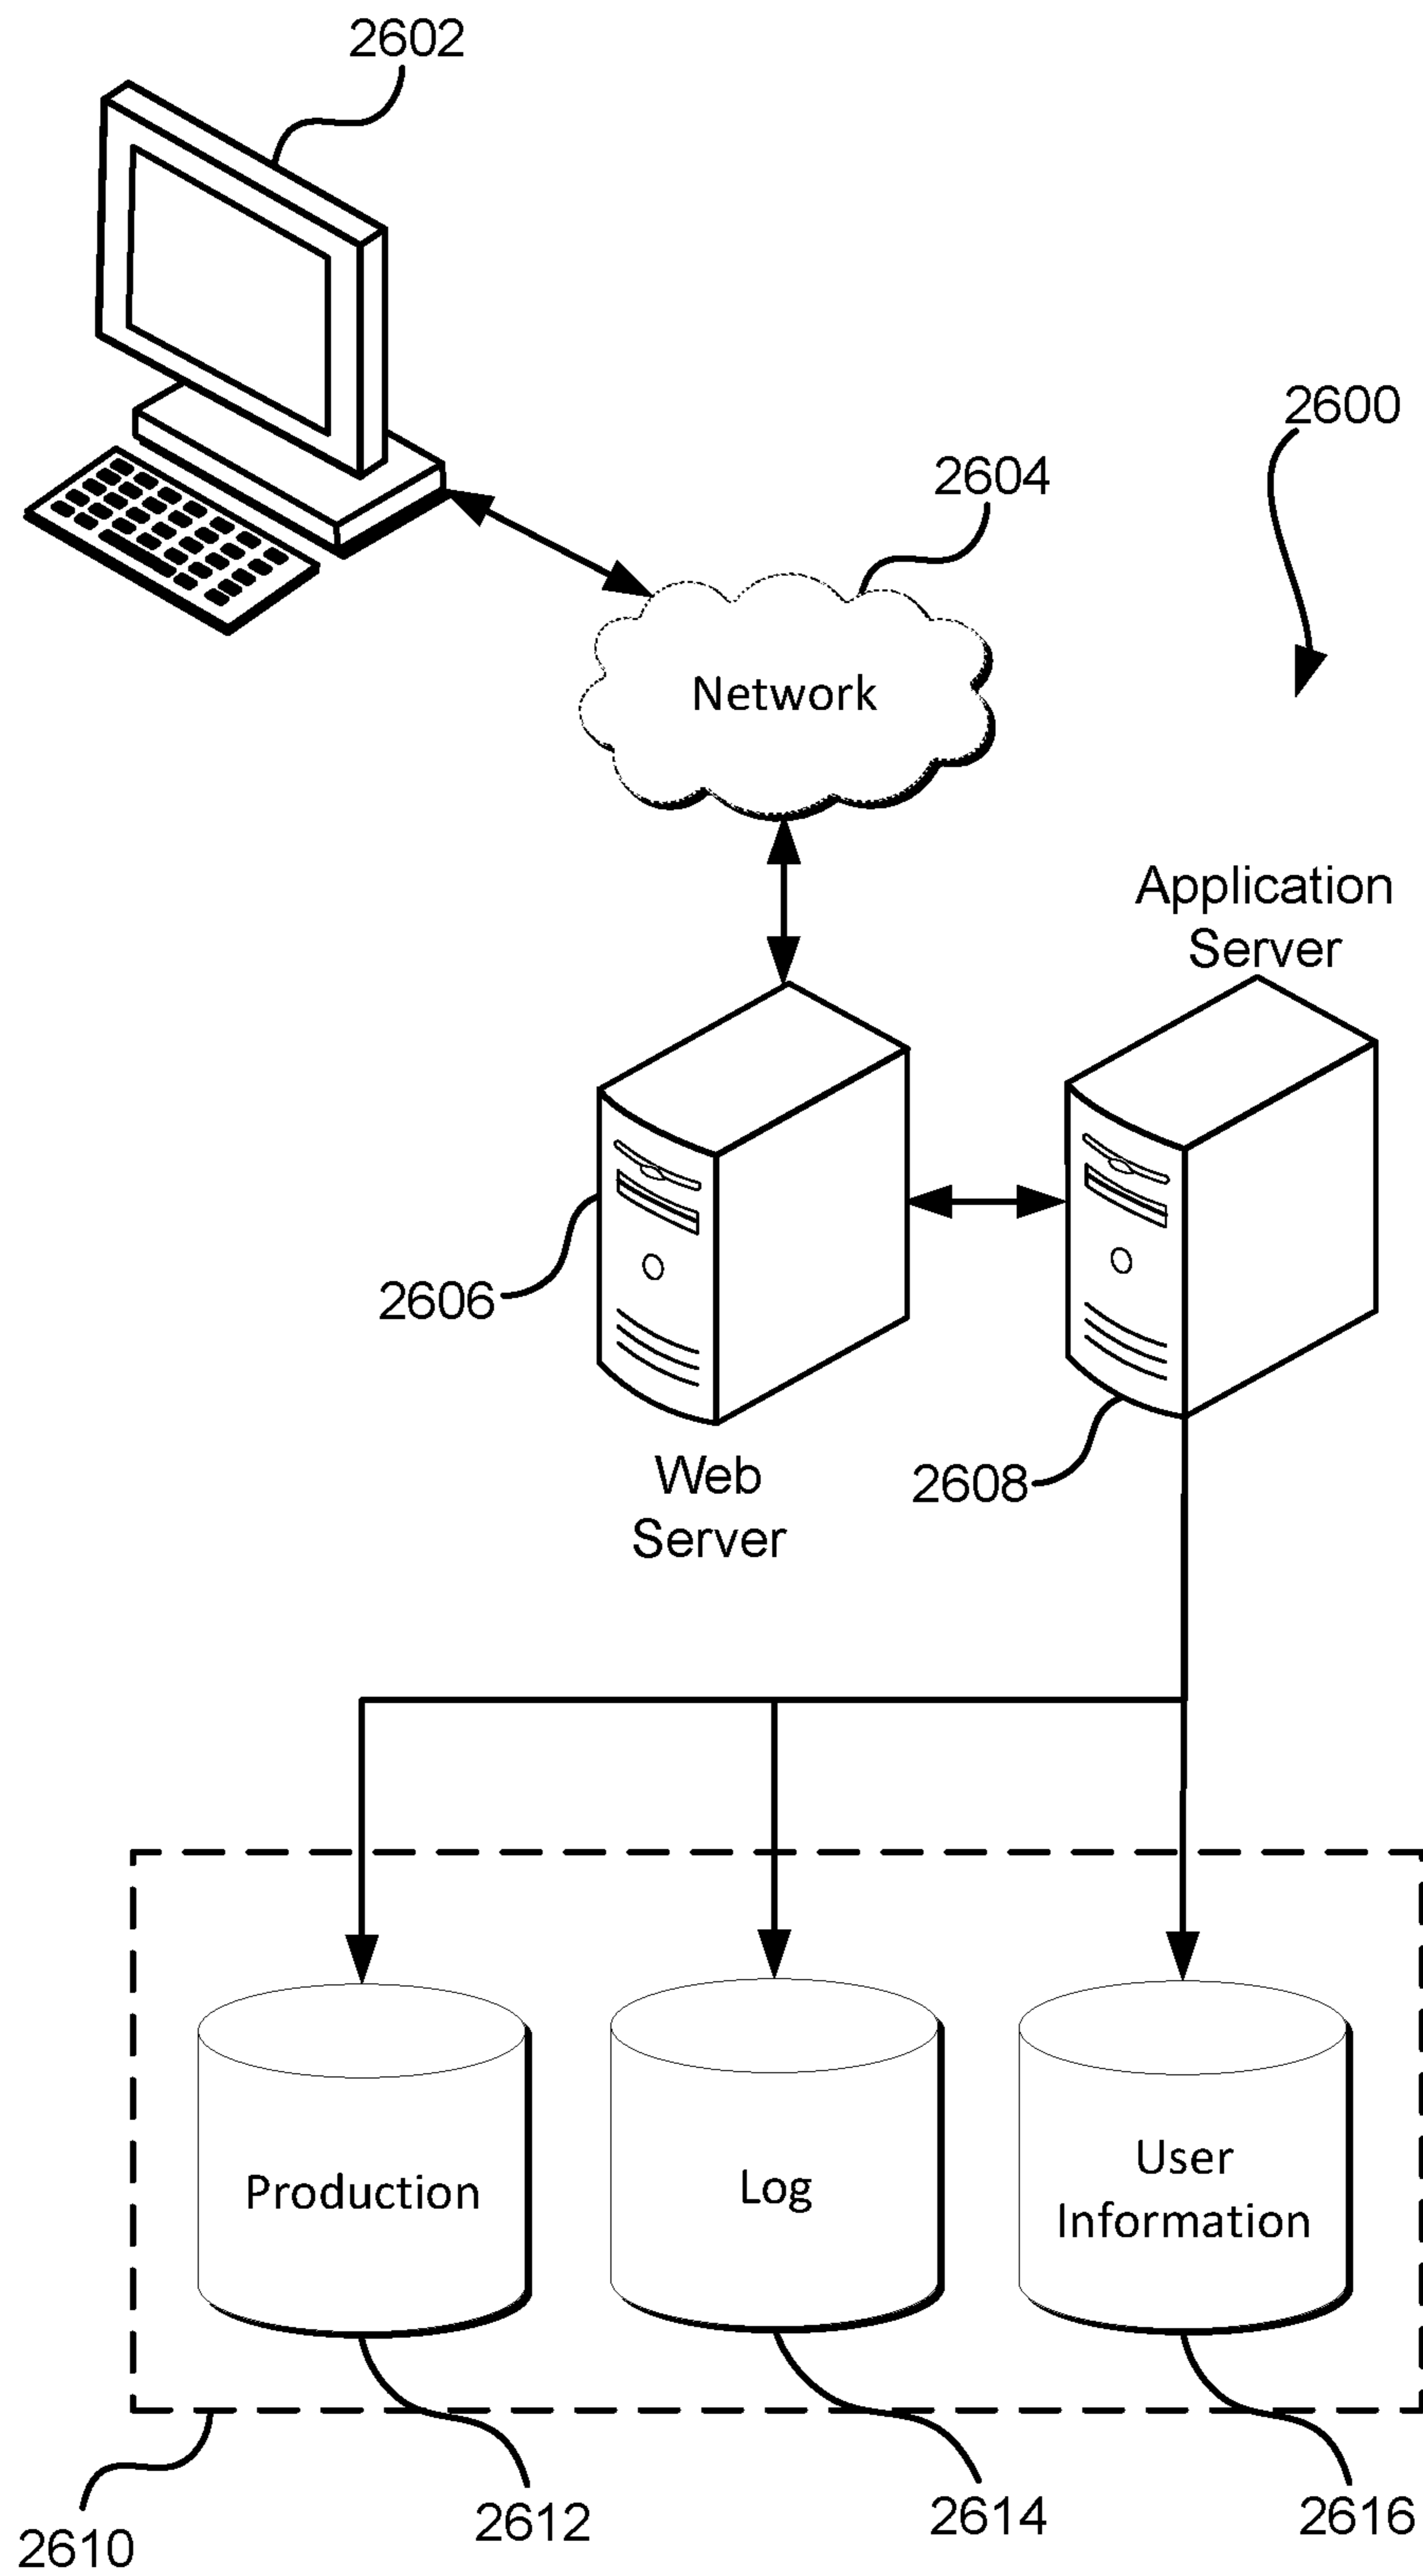 2602
2600
2604
Network
Application
Server
2606
2608
Web
Server
Production
Log
User
Information
2610
2612
2614
2616